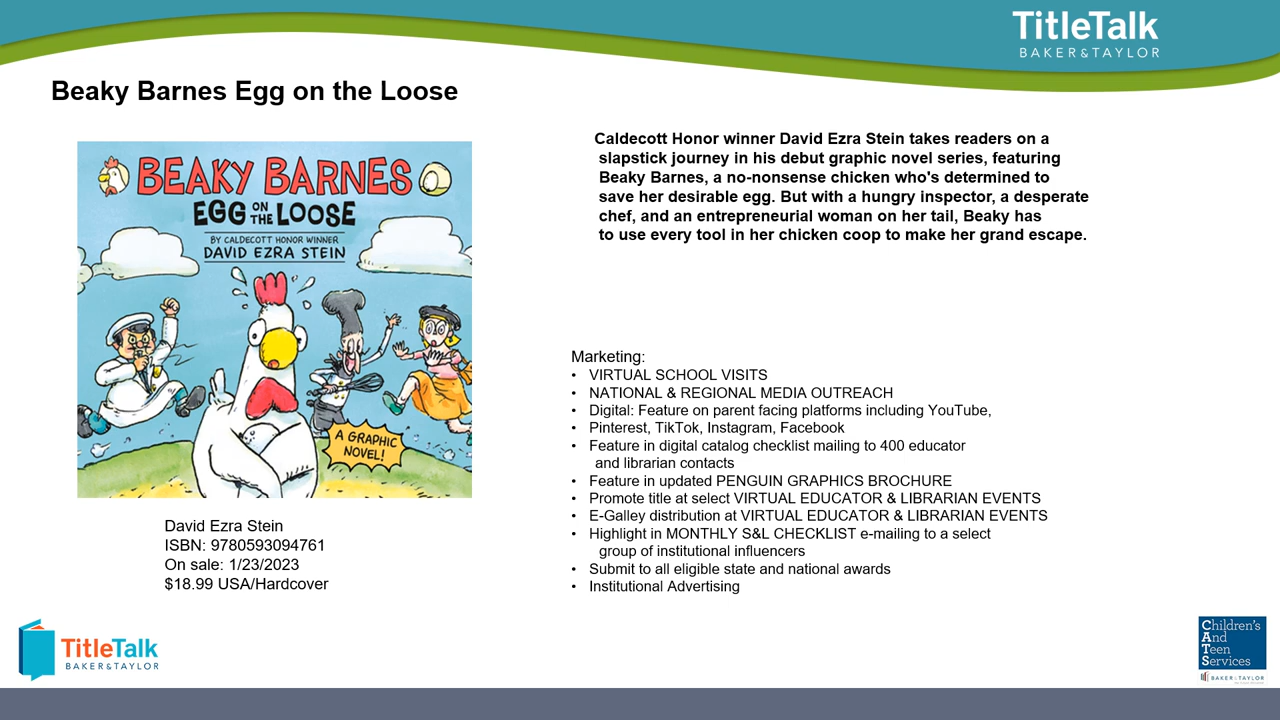 TitleTalk
BAKER & TAYLOR
Beaky Barnes Egg on the Loose
BEAKY BARNES
EGG ON THE LOOSE
BY CALDECOTT HONOR WINNER
DAVID EZRA STEIN
A GRAPHIC
NOVEL!
David Ezra Stein
ISBN: 9780593094761
On sale: 1/23/2023
$18.99 USA/Hardcover
Caldecott Honor winner David Ezra Stein takes readers on a
slapstick journey in his debut graphic novel series, featuring
Beaky Barnes, a no-nonsense chicken who's determined to
save her desirable egg. But with a hungry inspector, a desperate
chef, and an entrepreneurial woman on her tail, Beaky has
to use every tool in her chicken coop to make her grand escape.
Marketing:
• VIRTUAL SCHOOL VISITS
• NATIONAL & REGIONAL MEDIA OUTREACH
• Digital: Feature on parent facing platforms including YouTube,
• Pinterest, TikTok, Instagram, Facebook
• Feature in digital catalog checklist mailing to 400 educator
and librarian contacts
• Feature in updated PENGUIN GRAPHICS BROCHURE
• Promote title at select VIRTUAL EDUCATOR & LIBRARIAN EVENTS
• E-Galley distribution at VIRTUAL EDUCATOR & LIBRARIAN EVENTS
• Highlight in MONTHLY S&L CHECKLIST e-mailing to a select
group of institutional influencers
• Submit to all eligible state and national awards
• Institutional Advertising
TitleTalk
BAKER & TAYLOR
Children's
And
Teen
Services
BAKER & TAYLOR